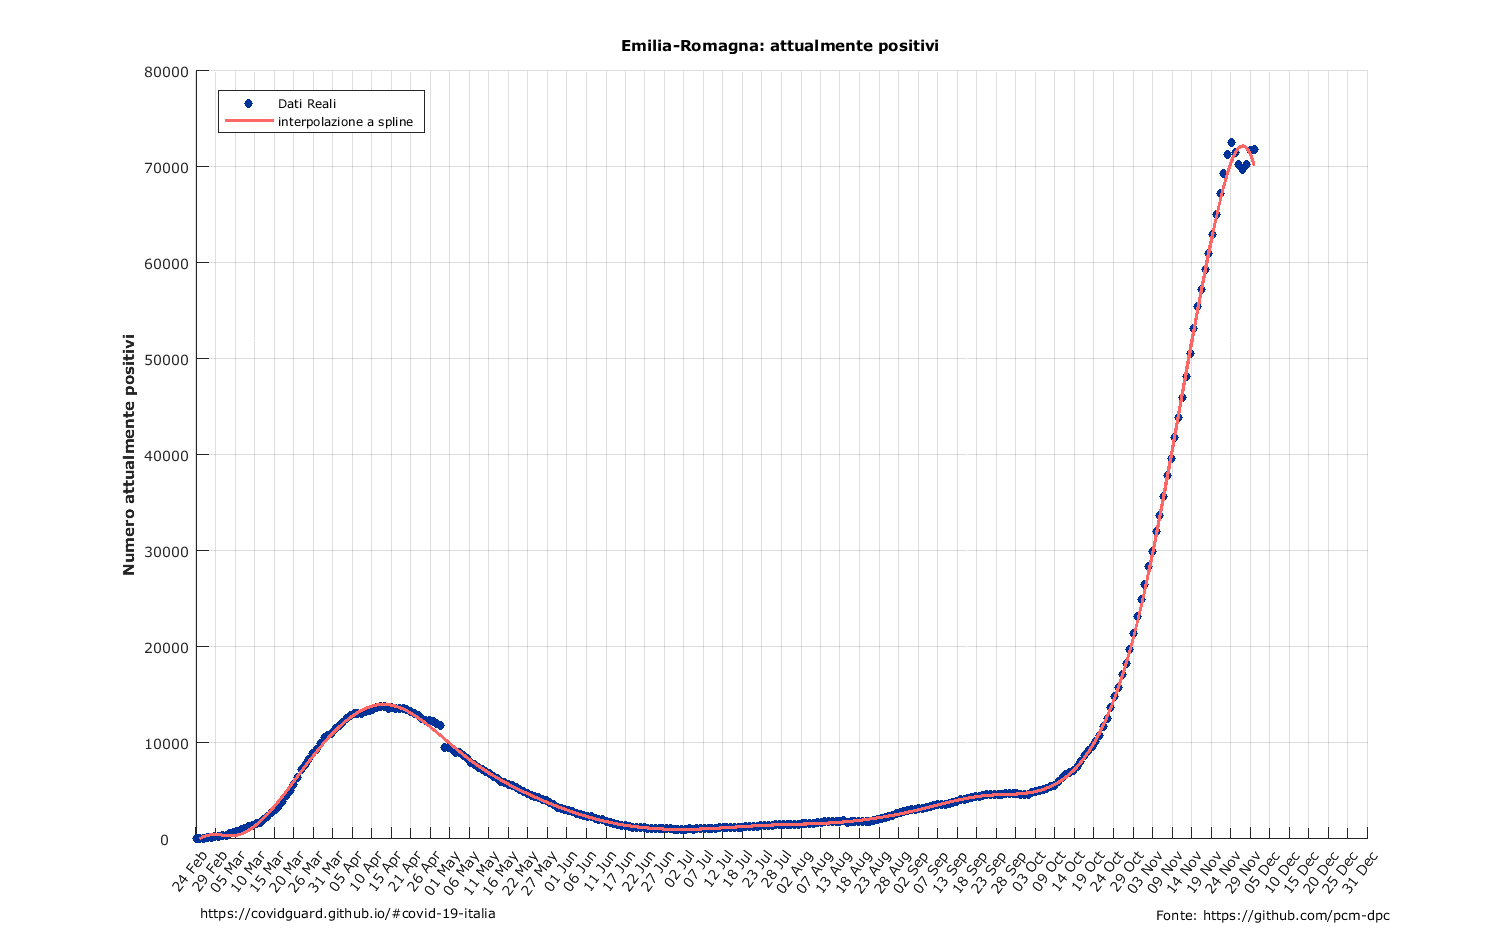 Emilia-Romagna: attualmente positivi
Dati Reali
interpolazione a spline
Numero attualmente positivi
80000
70000
60000
50000
40000
30000
20000
10000
0
24 Feb
29 Feb
05 Mar
10 Mar
15 Mar
20 Mar
26 Mar
31 Mar
05 Apr
10 Apr
15 Apr
21 Apr
26 Apr
01 May
06 May
11 May
16 May
22 May
27 May
01 Jun
06 Jun
11 Jun
17 Jun
22 Jun
27 Jun
02 Jul
07 Jul
12 Jul
18 Jul
23 Jul
28 Jul
02 Aug
07 Aug
13 Aug
18 Aug
23 Aug
28 Aug
02 Sep
07 Sep
13 Sep
18 Sep
23 Sep
28 Sep
03 Oct
09 Oct
14 Oct
19 Oct
24 Oct
29 Oct
03 Nov
09 Nov
14 Nov
19 Nov
24 Nov
29 Nov
05 Dec
10 Dec
15 Dec
20 Dec
25 Dec
31 Dec
https://covidguard.github.io/#covid-19-italia
Fonte: https://github.com/pcm-dpc